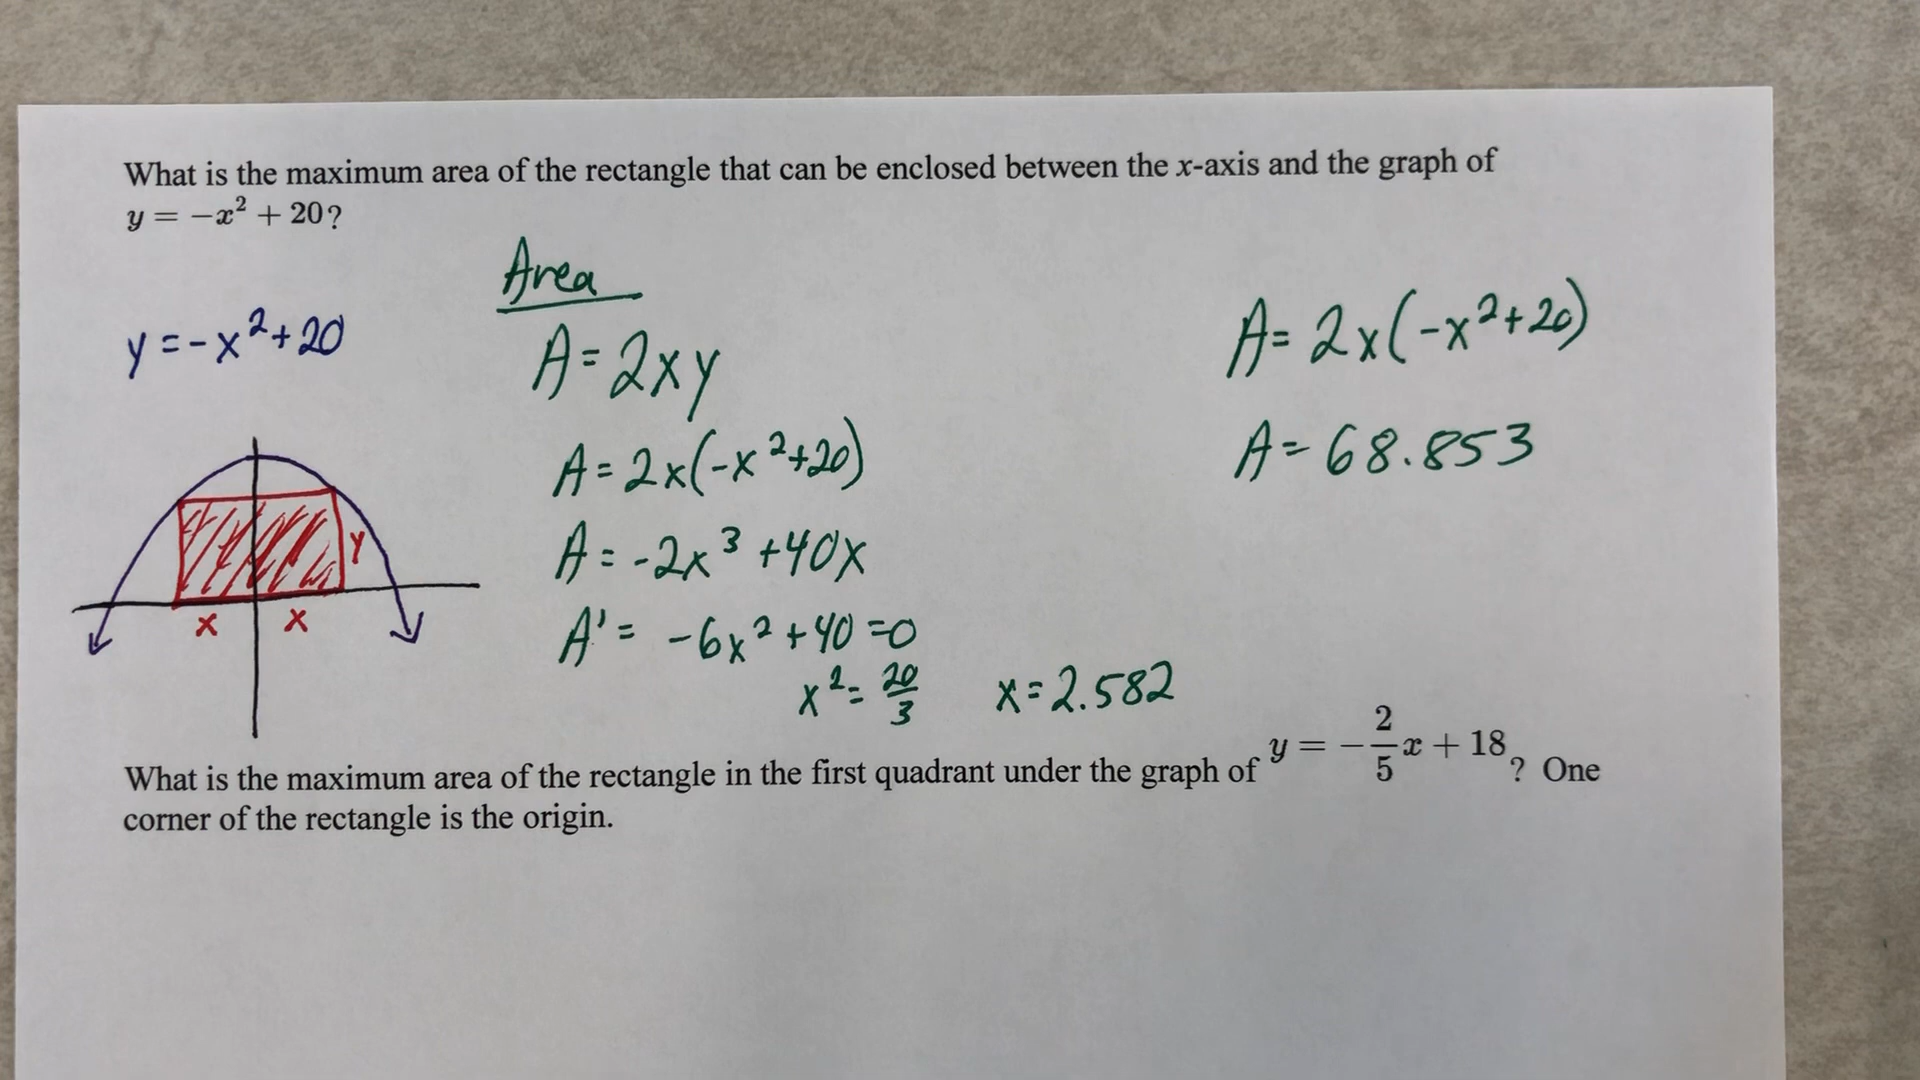 What is the maximum area of the rectangle that can be enclosed between the x-axis and the graph of
y = −x² + 20?
y = -x² + 20
x x
y
Area
A = 2xy
A = 2x(-x² + 20)
A = -2x³ + 40x
A' = -6x² + 40 = 0
x² = 20/3 x = 2.582
A = 2x(-x² + 20)
A = 68.853
What is the maximum area of the rectangle in the first quadrant under the graph of y = −2/5 x + 18? One
corner of the rectangle is the origin.